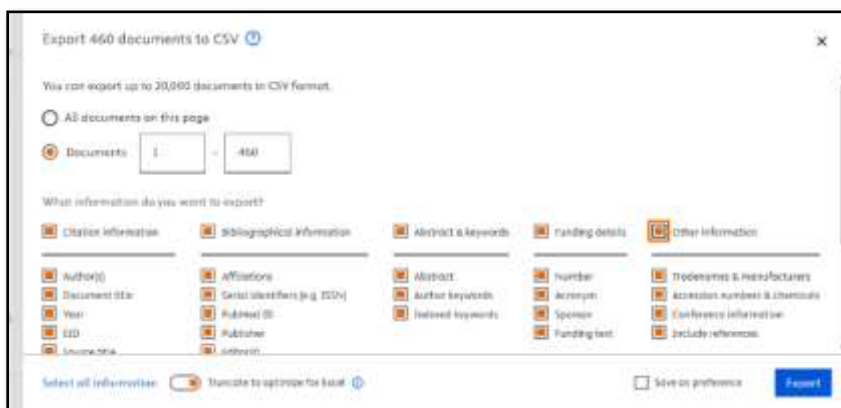 Export 460 documents to CSV
You can export up to 20,000 documents in CSV format.
All documents on this page
Documents 1 - 460
What information do you want to export?
Citation information Bibliographical information Abstract & keywords Funding details Other information
Author(s) Affiliations Abstract Number Tradenames & manufacturers
Document title Serial identifiers (e.g. ISSN) Author keywords Acronym Accession numbers & chemicals
Year PubMed ID Indexed keywords Sponsor Conference information
EID Publisher Funding text Include references
Source title Editor(s)
Select all information Truncate to optimize for Excel Save as preference Export